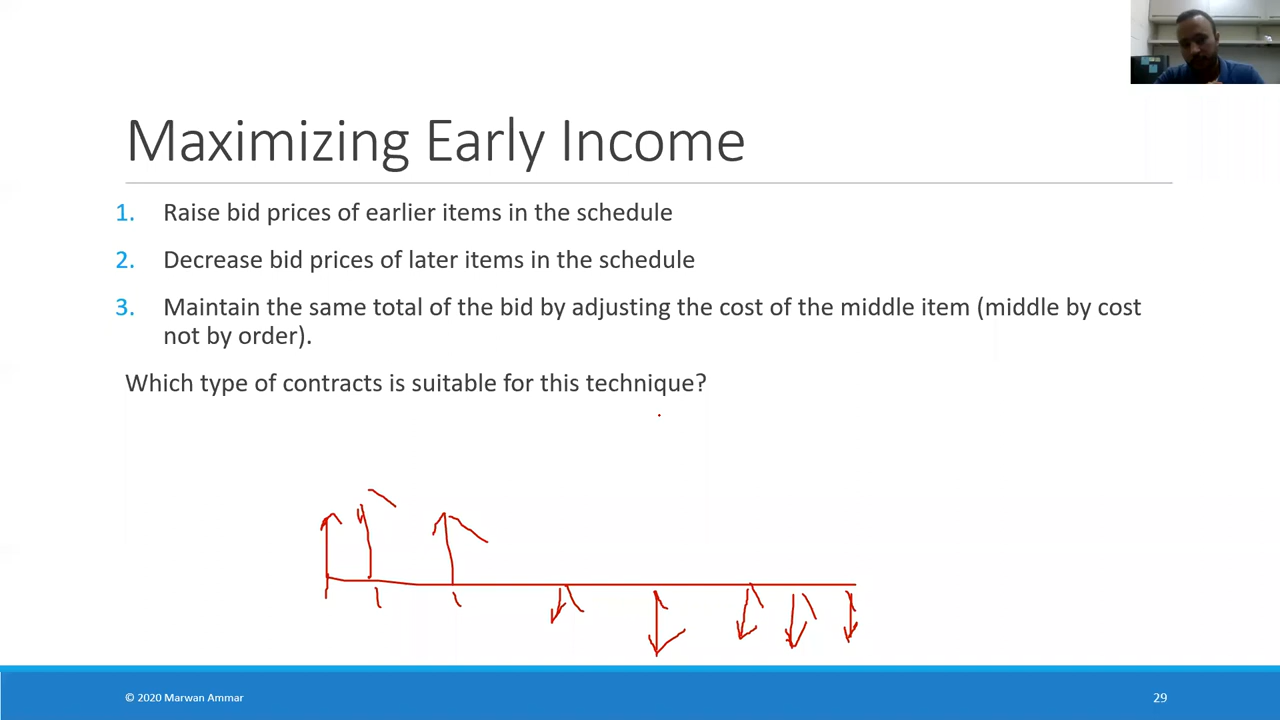 Maximizing Early Income
1. Raise bid prices of earlier items in the schedule
2. Decrease bid prices of later items in the schedule
3. Maintain the same total of the bid by adjusting the cost of the middle item (middle by cost
not by order).
Which type of contracts is suitable for this technique?
© 2020 Marwan Ammar
29